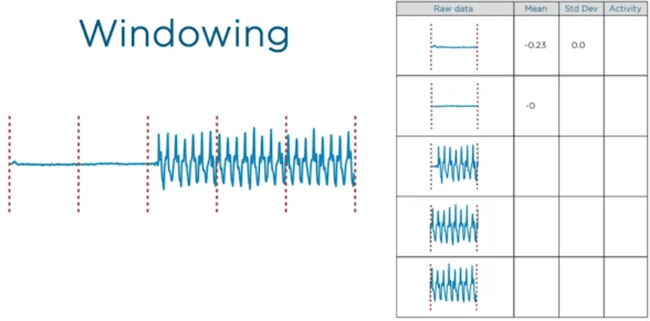 Windowing
Raw data Mean Std Dev Activity
-0.23 0.0
-0